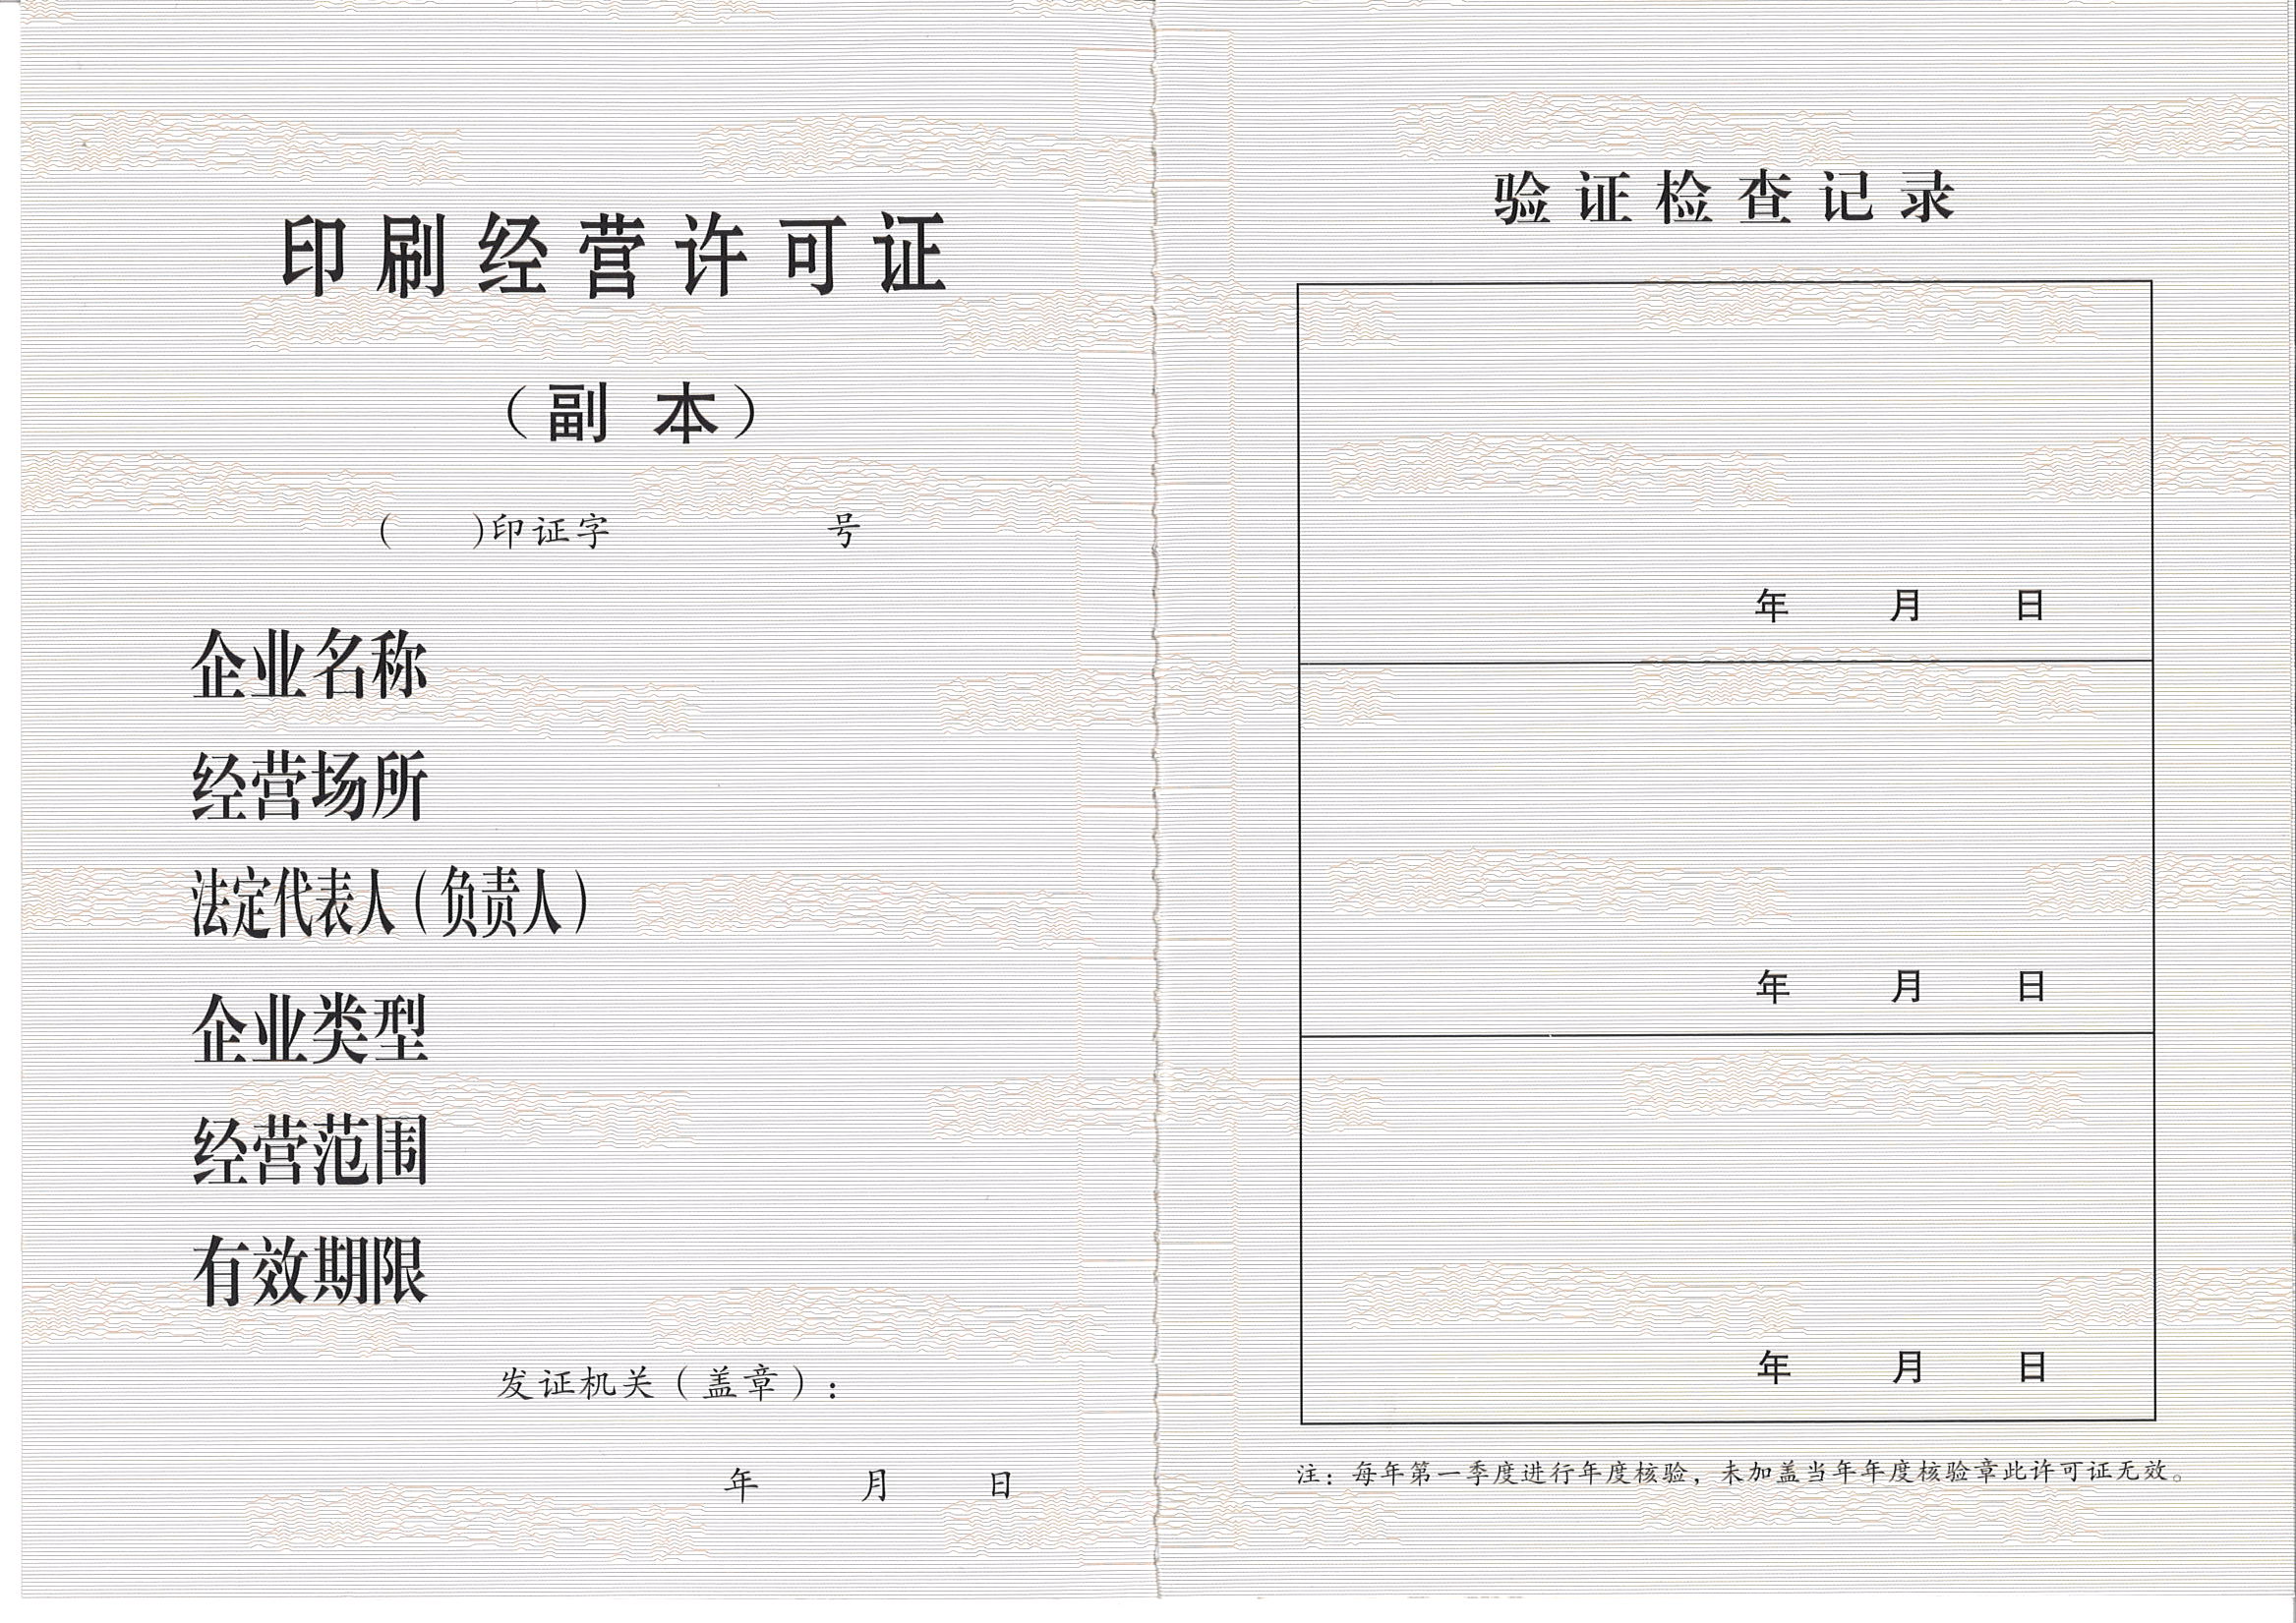 印刷经营许可证
（副 本）
( )印证字 号
企业名称
经营场所
法定代表人（负责人）
企业类型
经营范围
有效期限
发证机关（盖章）：
年 月 日
验证检查记录
年 月 日
年 月 日
年 月 日
注：每年第一季度进行年度核验，未加盖当年年度核验章此许可证无效。